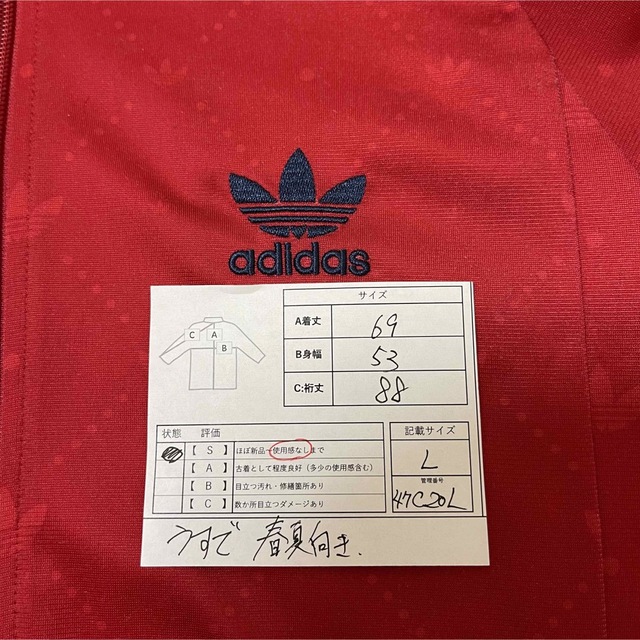 adidas
サイズ
C A
B
A着丈 69
B身幅 53
C:裄丈 88
状態 評価
【 S 】 ほぼ新品～使用感なしまで
【 A 】 古着として程度良好(多少の使用感含む)
【 B 】 目立つ汚れ・修繕箇所あり
【 C 】 数か所目立つダメージあり
記載サイズ
L
管理番号
47C20L
うすで 春夏向き.